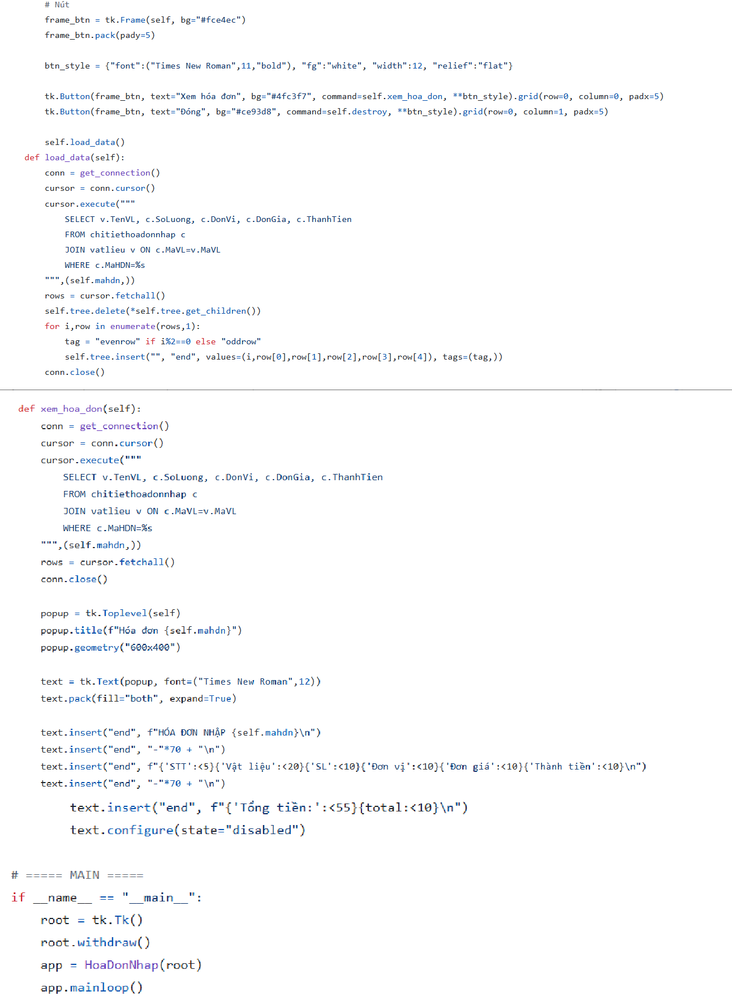 # Nút
frame_btn = tk.Frame(self, bg="#fce4ec")
frame_btn.pack(pady=5)
btn_style = {"font":("Times New Roman",11,"bold"), "fg":"white", "width":12, "relief":"flat"}
tk.Button(frame_btn, text="Xem hóa đơn", bg="#4fc3f7", command=self.xem_hoa_don, **btn_style).grid(row=0, column=0, padx=5)
tk.Button(frame_btn, text="Đóng", bg="#ce93d8", command=self.destroy, **btn_style).grid(row=0, column=1, padx=5)
self.load_data()
def load_data(self):
conn = get_connection()
cursor = conn.cursor()
cursor.execute("""
SELECT v.TenVL, c.SoLuong, c.DonVi, c.DonGia, c.ThanhTien
FROM chitiethoadonnhap c
JOIN vatlieu v ON c.MaVL=v.MaVL
WHERE c.MaHDN=%s
""",(self.mahdn,))
rows = cursor.fetchall()
self.tree.delete(*self.tree.get_children())
for i,row in enumerate(rows,1):
tag = "evenrow" if i%2==0 else "oddrow"
self.tree.insert("", "end", values=(i,row[0],row[1],row[2],row[3],row[4]), tags=(tag,))
conn.close()
def xem_hoa_don(self):
conn = get_connection()
cursor = conn.cursor()
cursor.execute("""
SELECT v.TenVL, c.SoLuong, c.DonVi, c.DonGia, c.ThanhTien
FROM chitiethoadonnhap c
JOIN vatlieu v ON c.MaVL=v.MaVL
WHERE c.MaHDN=%s
""",(self.mahdn,))
rows = cursor.fetchall()
conn.close()
popup = tk.Toplevel(self)
popup.title(f"Hóa đơn {self.mahdn}")
popup.geometry("600x400")
text = tk.Text(popup, font=("Times New Roman",12))
text.pack(fill="both", expand=True)
text.insert("end", f"HÓA ĐƠN NHẬP {self.mahdn}\n")
text.insert("end", "-"*70 + "\n")
text.insert("end", f"{'STT':<5}{'Vật liệu':<20}{'SL':<10}{'Đơn vị':<10}{'Đơn giá':<10}{'Thành tiền':<10}\n")
text.insert("end", "-"*70 + "\n")
text.insert("end", f"{'Tổng tiền:':<55}{total:<10}\n")
text.configure(state="disabled")
# ===== MAIN =====
if __name__ == "__main__":
root = tk.Tk()
root.withdraw()
app = HoaDonNhap(root)
app.mainloop()